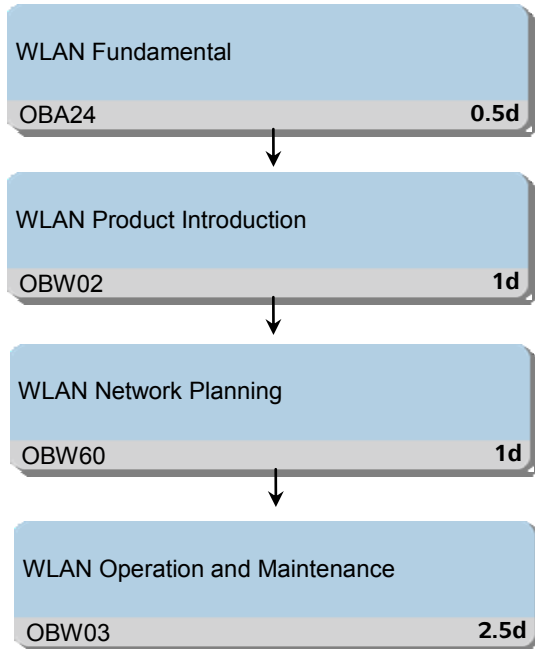 WLAN Fundamental
OBA24 0.5d
WLAN Product Introduction
OBW02 1d
WLAN Network Planning
OBW60 1d
WLAN Operation and Maintenance
OBW03 2.5d